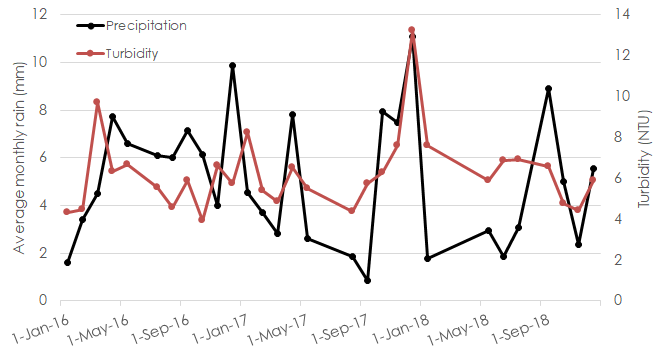 12
10
8
6
4
2
0
Average monthly rain (mm)
Precipitation
Turbidity
14
12
10
8
6
4
2
0
Turbidity (NTU)
1-Jan-16
1-May-16
1-Sep-16
1-Jan-17
1-May-17
1-Sep-17
1-Jan-18
1-May-18
1-Sep-18